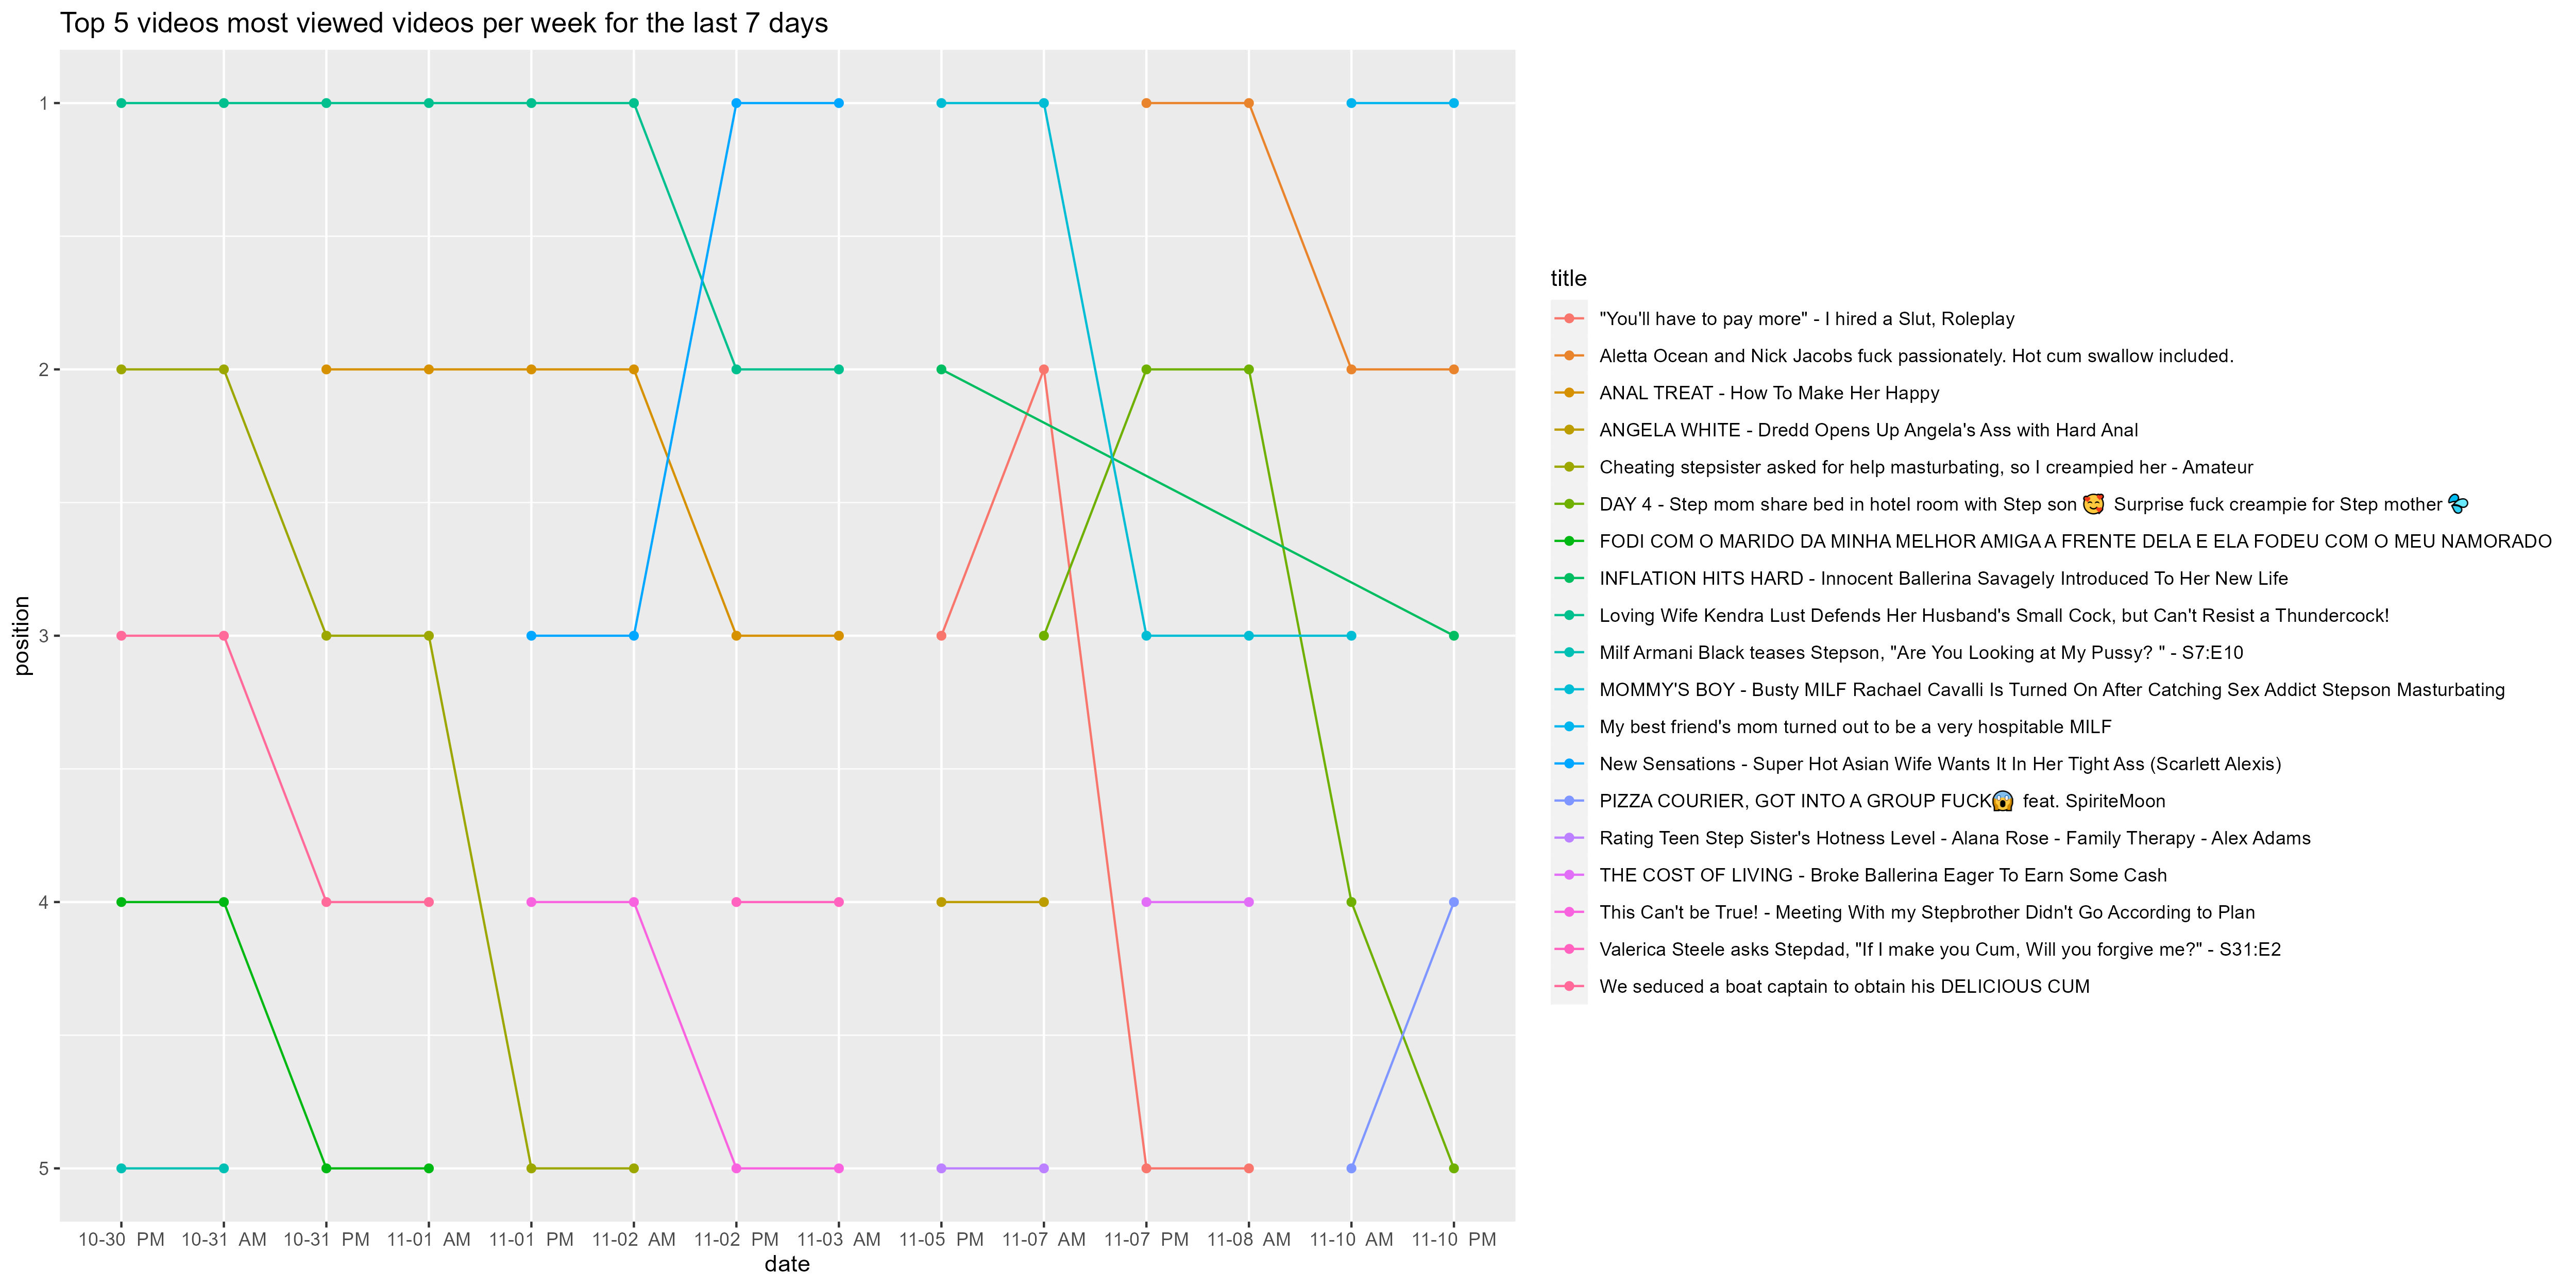 Top 5 videos most viewed videos per week for the last 7 days
position
1
2
3
4
5
10-30 PM 10-31 AM 10-31 PM 11-01 AM 11-01 PM 11-02 AM 11-02 PM 11-03 AM 11-05 PM 11-07 AM 11-07 PM 11-08 AM 11-10 AM 11-10 PM
date
title
"You'll have to pay more" - I hired a Slut, Roleplay
Aletta Ocean and Nick Jacobs fuck passionately. Hot cum swallow included.
ANAL TREAT - How To Make Her Happy
ANGELA WHITE - Dredd Opens Up Angela's Ass with Hard Anal
Cheating stepsister asked for help masturbating, so I creampied her - Amateur
DAY 4 - Step mom share bed in hotel room with Step son 🥰 Surprise fuck creampie for Step mother 💦
FODI COM O MARIDO DA MINHA MELHOR AMIGA A FRENTE DELA E ELA FODEU COM O MEU NAMORADO
INFLATION HITS HARD - Innocent Ballerina Savagely Introduced To Her New Life
Loving Wife Kendra Lust Defends Her Husband's Small Cock, but Can't Resist a Thundercock!
Milf Armani Black teases Stepson, "Are You Looking at My Pussy? " - S7:E10
MOMMY'S BOY - Busty MILF Rachael Cavalli Is Turned On After Catching Sex Addict Stepson Masturbating
My best friend's mom turned out to be a very hospitable MILF
New Sensations - Super Hot Asian Wife Wants It In Her Tight Ass (Scarlett Alexis)
PIZZA COURIER, GOT INTO A GROUP FUCK😱 feat. SpiriteMoon
Rating Teen Step Sister's Hotness Level - Alana Rose - Family Therapy - Alex Adams
THE COST OF LIVING - Broke Ballerina Eager To Earn Some Cash
This Can't be True! - Meeting With my Stepbrother Didn't Go According to Plan
Valerica Steele asks Stepdad, "If I make you Cum, Will you forgive me?" - S31:E2
We seduced a boat captain to obtain his DELICIOUS CUM